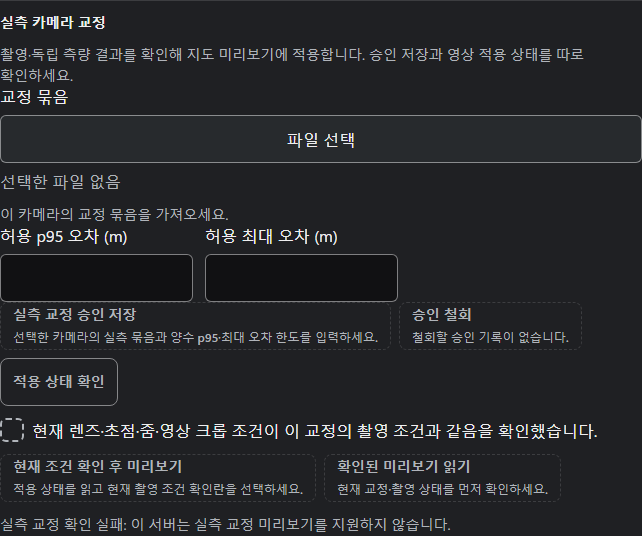 실측 카메라 교정
촬영·독립 측량 결과를 확인해 지도 미리보기에 적용합니다. 승인 저장과 영상 적용 상태를 따로
확인하세요.
교정 묶음
파일 선택
선택한 파일 없음
이 카메라의 교정 묶음을 가져오세요.
허용 p95 오차 (m) 허용 최대 오차 (m)
실측 교정 승인 저장 승인 철회
선택한 카메라의 실측 묶음과 양수 p95·최대 오차 한도를 입력하세요. 철회할 승인 기록이 없습니다.
적용 상태 확인
현재 렌즈·초점·줌·영상 크롭 조건이 이 교정의 촬영 조건과 같음을 확인했습니다.
현재 조건 확인 후 미리보기 확인된 미리보기 읽기
적용 상태를 읽고 현재 촬영 조건 확인란을 선택하세요. 현재 교정·촬영 상태를 먼저 확인하세요.
실측 교정 확인 실패: 이 서버는 실측 교정 미리보기를 지원하지 않습니다.